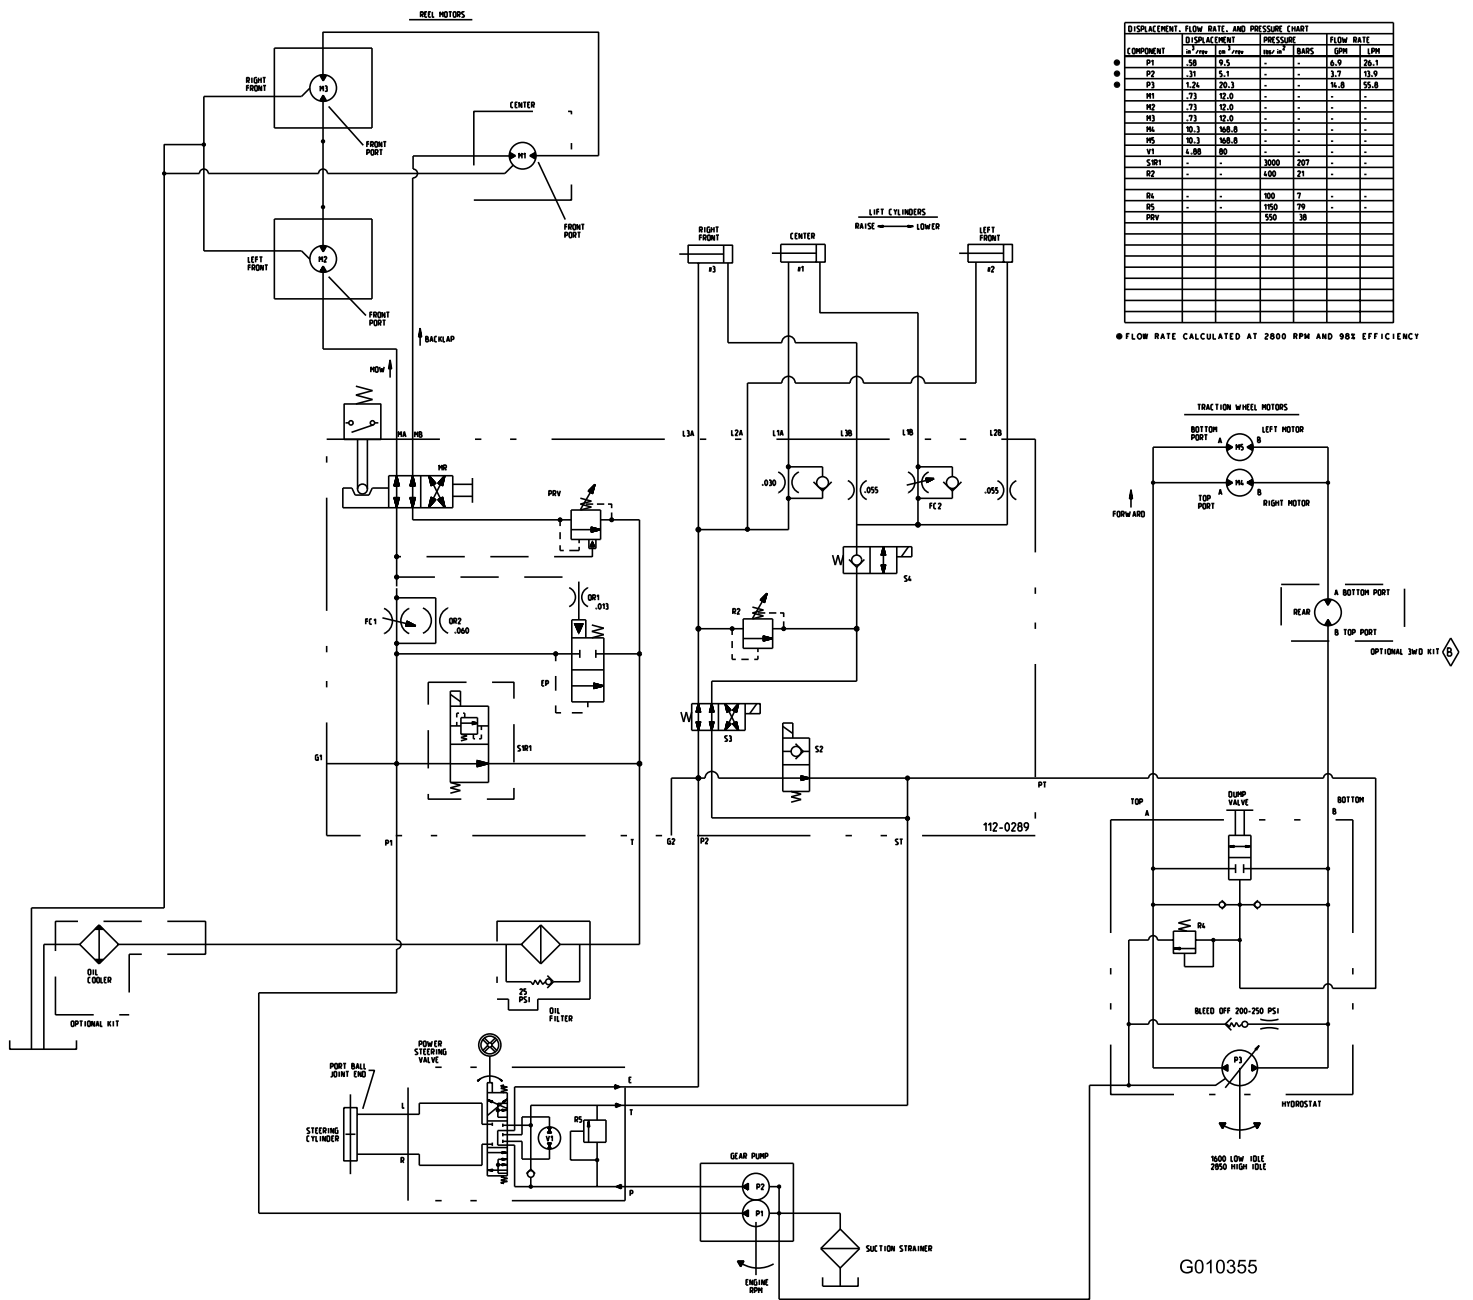 REEL MOTORS
RIGHT
FRONT
M3
FRONT
PORT
CENTER
M1
FRONT
PORT
LEFT
FRONT
M2
FRONT
PORT
BACKLAP
MOW
DISPLACEMENT, FLOW RATE, AND PRESSURE CHART
DISPLACEMENT PRESSURE FLOW RATE
COMPONENT in³/rev cm³/rev lbs/in² BARS GPM LPM
P1 .58 9.5 - - 6.9 26.1
P2 .31 5.1 - - 3.7 13.9
P3 1.24 20.3 - - 14.8 55.8
M1 .73 12.0 - - - -
M2 .73 12.0 - - - -
M3 .73 12.0 - - - -
M4 10.3 168.8 - - - -
M5 10.3 168.8 - - - -
V1 4.88 80 - - - -
S1R1 - - 3000 207 - -
R2 - - 400 21 - -
R4 - - 100 7 - -
R5 - - 1150 79 - -
PRV 550 38
● FLOW RATE CALCULATED AT 2800 RPM AND 98% EFFICIENCY
LIFT CYLINDERS
RAISE LOWER
RIGHT
FRONT
#3
CENTER
#1
LEFT
FRONT
#2
MA MB
L3A L2A L1A L3B L1B L2B
MR
PRV
.030
.055
FC2
.055
S4
FC1
OR2
.060
OR1
.013
EP
R2
S1R1
G1
S3
S2
PT
112-0289
P1
T
G2
P2
ST
TRACTION WHEEL MOTORS
BOTTOM
PORT
A M5 B
LEFT MOTOR
A M4 B
TOP
PORT
RIGHT MOTOR
FORWARD
A BOTTOM PORT
REAR
B TOP PORT
OPTIONAL 3WD KIT B
TOP
A
DUMP
VALVE
BOTTOM
B
R4
BLEED OFF 200-250 PSI
P3
HYDROSTAT
1600 LOW IDLE
2850 HIGH IDLE
OIL
COOLER
OPTIONAL KIT
25
PSI
OIL
FILTER
POWER
STEERING
VALVE
PORT BALL
JOINT END
STEERING
CYLINDER
L
R
E
T
V1
R5
P
GEAR PUMP
P2
P1
ENGINE
RPM
SUCTION STRAINER
G010355